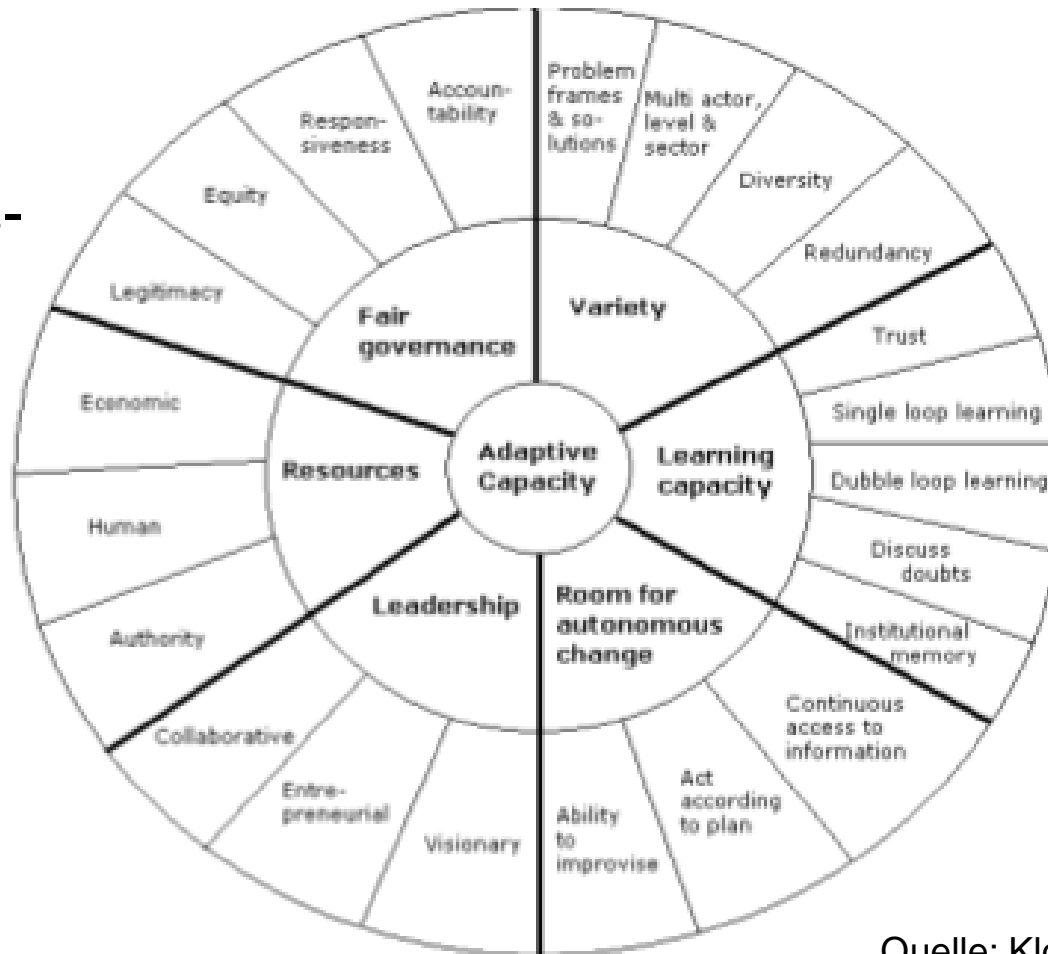 Problem
frames
& so-
lutions
Multi actor,
level &
sector
Diversity
Redundancy
Variety
Trust
Single loop learning
Dubble loop learning
Discuss
doubts
Institutional
memory
Learning
capacity
Continuous
access to
information
Act
according
to plan
Ability
to
improvise
Room for
autonomous
change
Visionary
Entre-
preneurial
Collaborative
Leadership
Authority
Human
Economic
Resources
Legitimacy
Equity
Respon-
siveness
Accoun-
tability
Fair
governance
Adaptive
Capacity
Quelle: